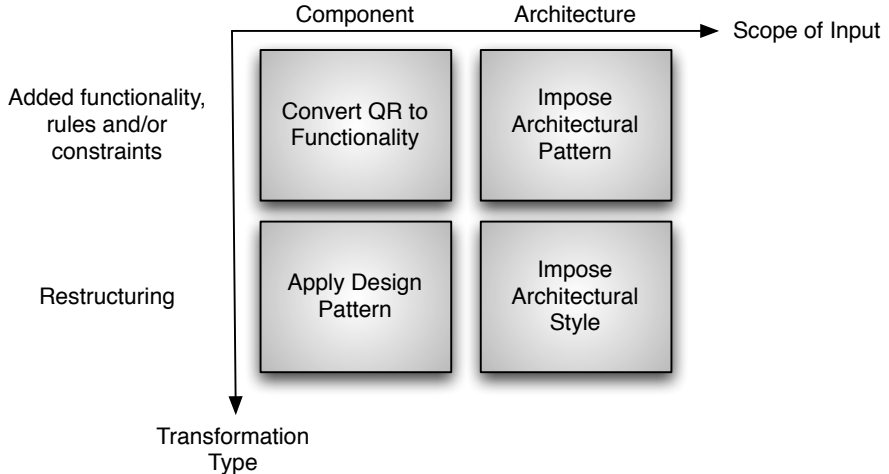 Component
Architecture
Scope of Input
Added functionality,
rules and/or
constraints
Convert QR to
Functionality
Impose
Architectural
Pattern
Restructuring
Apply Design
Pattern
Impose
Architectural
Style
Transformation
Type